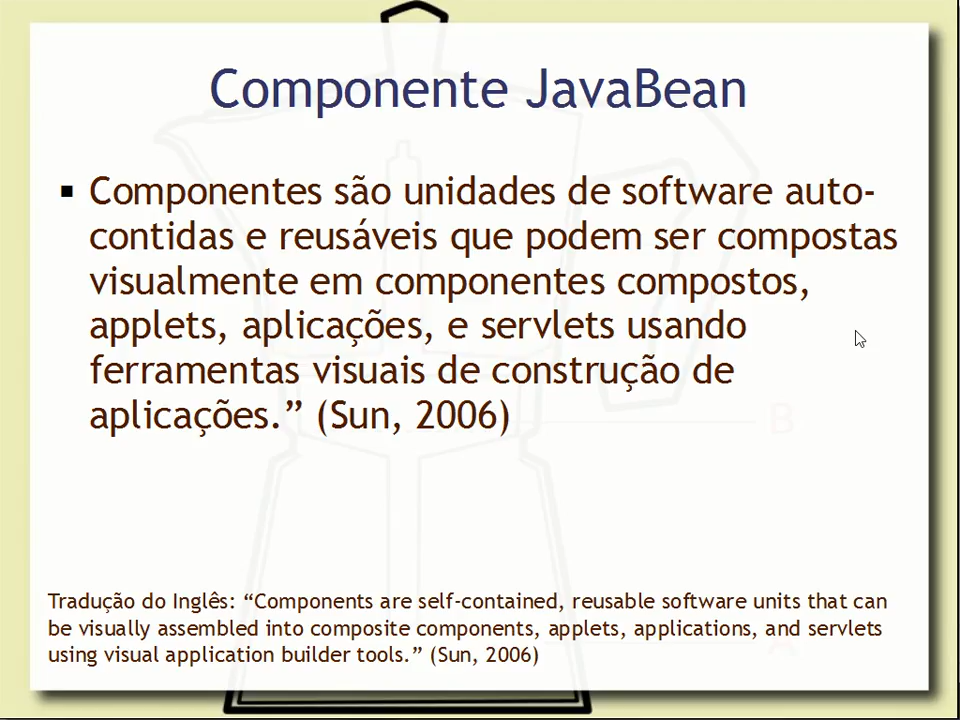 Componente JavaBean
▪ Componentes são unidades de software auto-
contidas e reusáveis que podem ser compostas
visualmente em componentes compostos,
applets, aplicações, e servlets usando
ferramentas visuais de construção de
aplicações.” (Sun, 2006)
B
Tradução do Inglês: “Components are self-contained, reusable software units that can
be visually assembled into composite components, applets, applications, and servlets
using visual application builder tools.” (Sun, 2006)